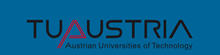 TU AUSTRIA
Austrian Universities of Technology